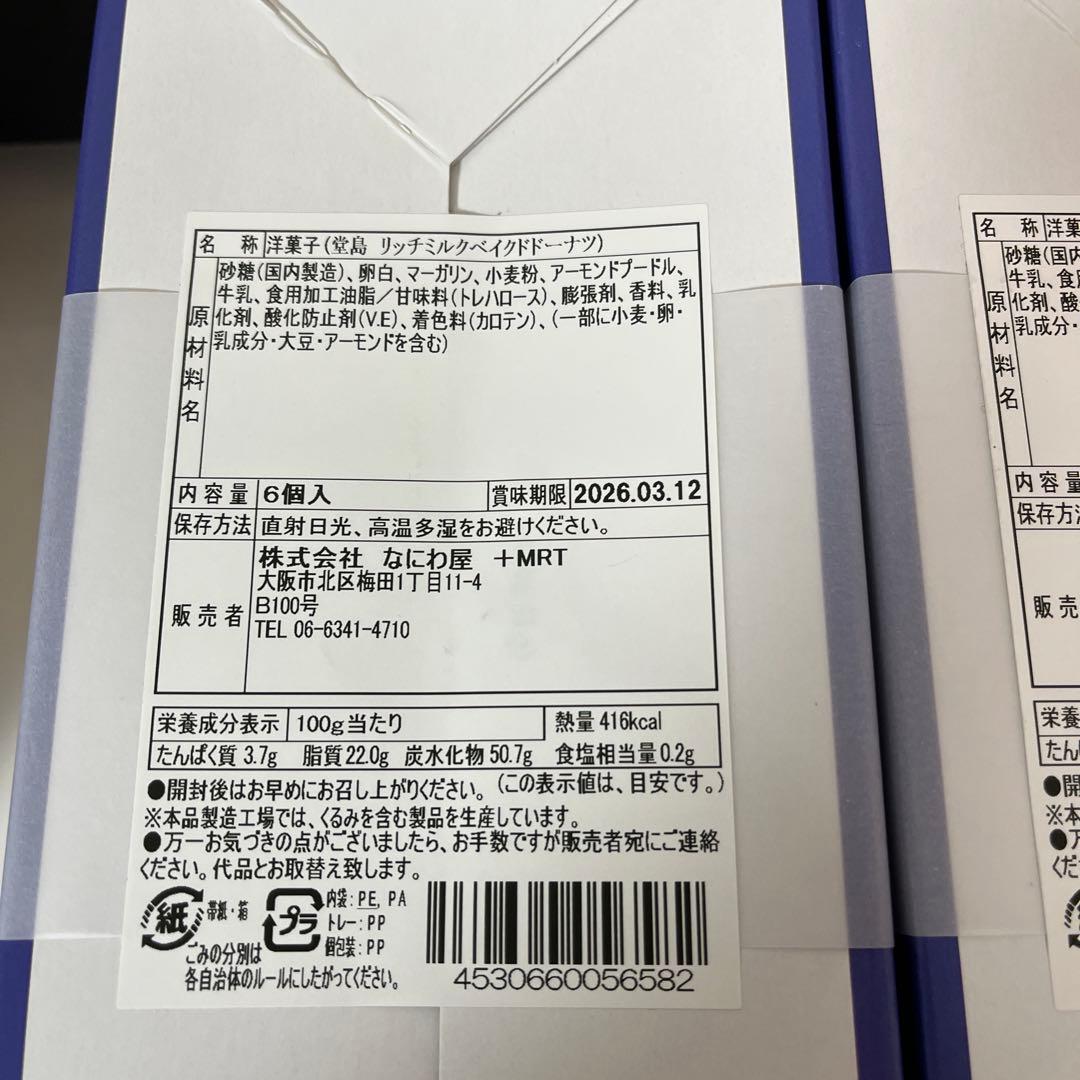 名 称 洋菓子(堂島 リッチミルクベイクドドーナツ)
原材料名
砂糖(国内製造)、卵白、マーガリン、小麦粉、アーモンドプードル、
牛乳、食用加工油脂／甘味料(トレハロース)、膨張剤、香料、乳
化剤、酸化防止剤(V.E)、着色料(カロテン)、(一部に小麦・卵・
乳成分・大豆・アーモンドを含む)
内容量 6個入 賞味期限 2026.03.12
保存方法 直射日光、高温多湿をお避けください。
販売者
株式会社 なにわ屋 +MRT
大阪市北区梅田1丁目11-4
B100号
TEL 06-6341-4710
栄養成分表示 100g当たり 熱量 416kcal
たんぱく質 3.7g 脂質 22.0g 炭水化物 50.7g 食塩相当量 0.2g
●開封後はお早めにお召し上がりください。(この表示値は、目安です。)
※本品製造工場では、くるみを含む製品を生産しています。
●万一お気づきの点がございましたら、お手数ですが販売者宛にご連絡
ください。代品とお取替え致します。
紙 帯紙・箱
プラ 内袋:PE, PA
トレー:PP
個包装:PP
ごみの分別は
各自治体のルールにしたがってください。
4530660056582
名 称 洋菓
原材料名
砂糖(国内
牛乳、食用
化剤、酸
乳成分・
内容量
保存方法
販売
栄養
たん
●開
※本
●万
くだ